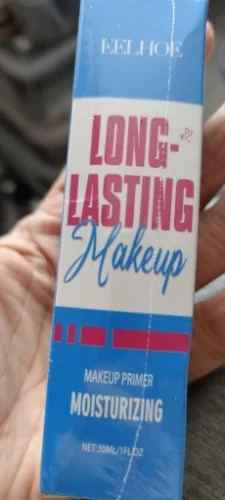 EELHOE
LONG-
LASTING
Makeup
MAKEUP PRIMER
MOISTURIZING
NET:30ML/1FL.OZ